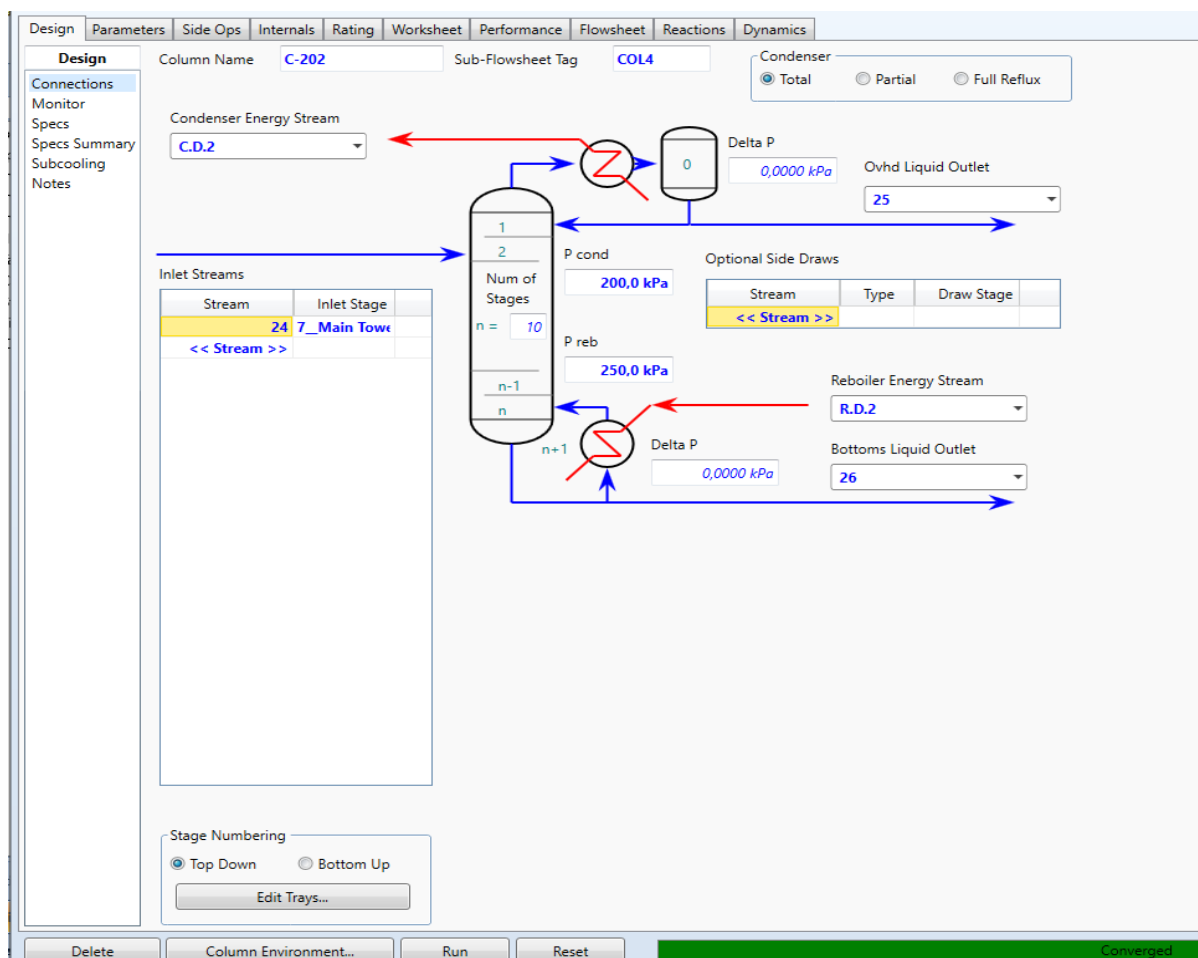 Design Parameters Side Ops Internals Rating Worksheet Performance Flowsheet Reactions Dynamics
Design
Connections
Monitor
Specs
Specs Summary
Subcooling
Notes
Column Name C-202 Sub-Flowsheet Tag COL4
Condenser
Total Partial Full Reflux
Condenser Energy Stream
C.D.2
0
Delta P
0,0000 kPa
Ovhd Liquid Outlet
25
1
2
Num of
Stages
n = 10
n-1
n
n+1
P cond
200,0 kPa
P reb
250,0 kPa
Optional Side Draws
Stream Type Draw Stage
<< Stream >>
Inlet Streams
Stream Inlet Stage
24 7__Main Towe
<< Stream >>
Reboiler Energy Stream
R.D.2
Delta P
0,0000 kPa
Bottoms Liquid Outlet
26
Stage Numbering
Top Down Bottom Up
Edit Trays...
Delete Column Environment... Run Reset Converged